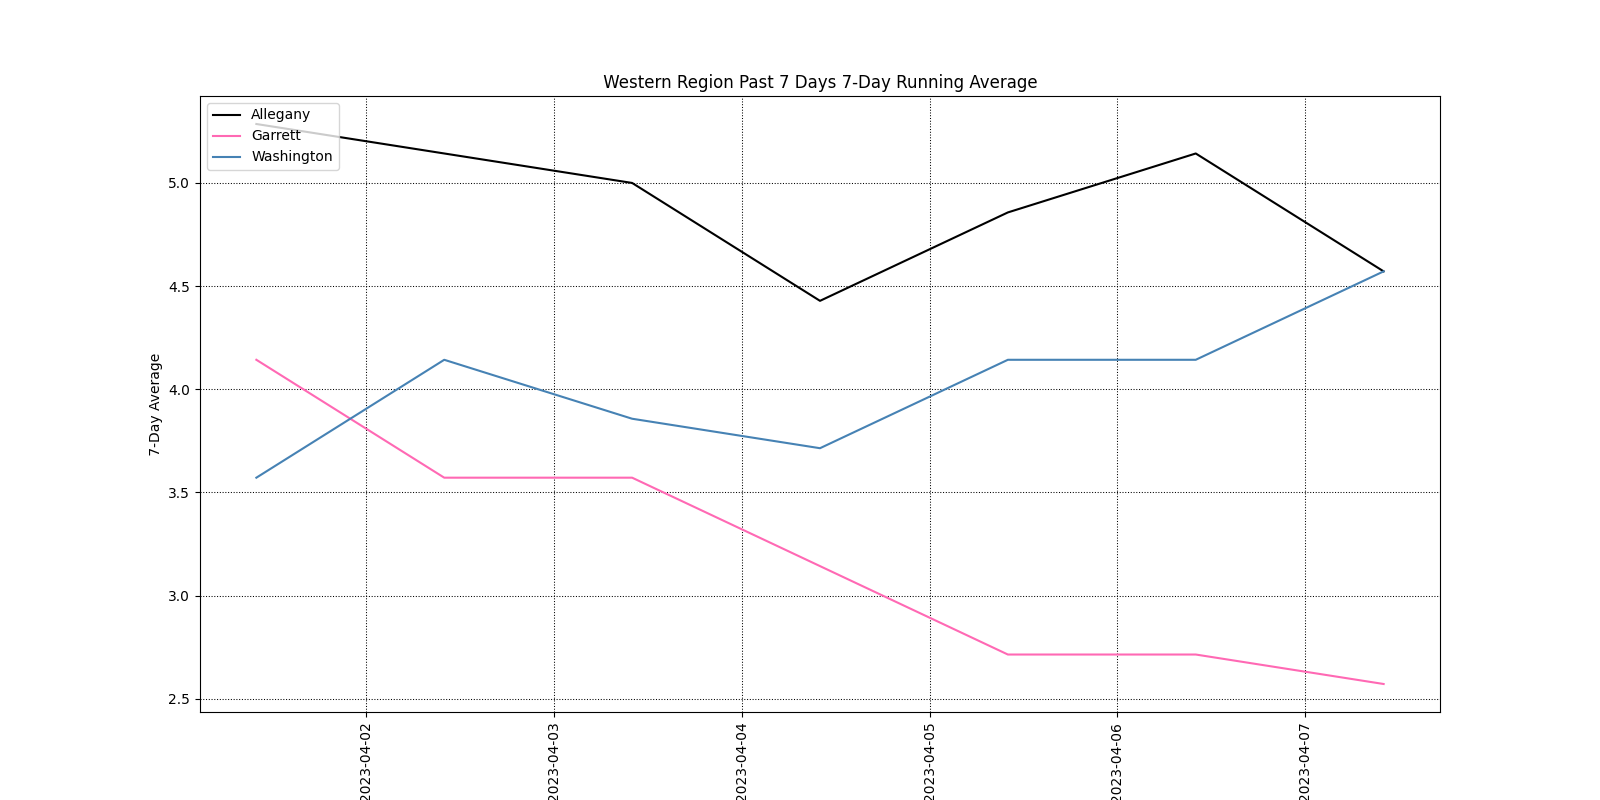 Western Region Past 7 Days 7-Day Running Average
Allegany
Garrett
Washington
7-Day Average
5.0
4.5
4.0
3.5
3.0
2.5
2023-04-02
2023-04-03
2023-04-04
2023-04-05
2023-04-06
2023-04-07